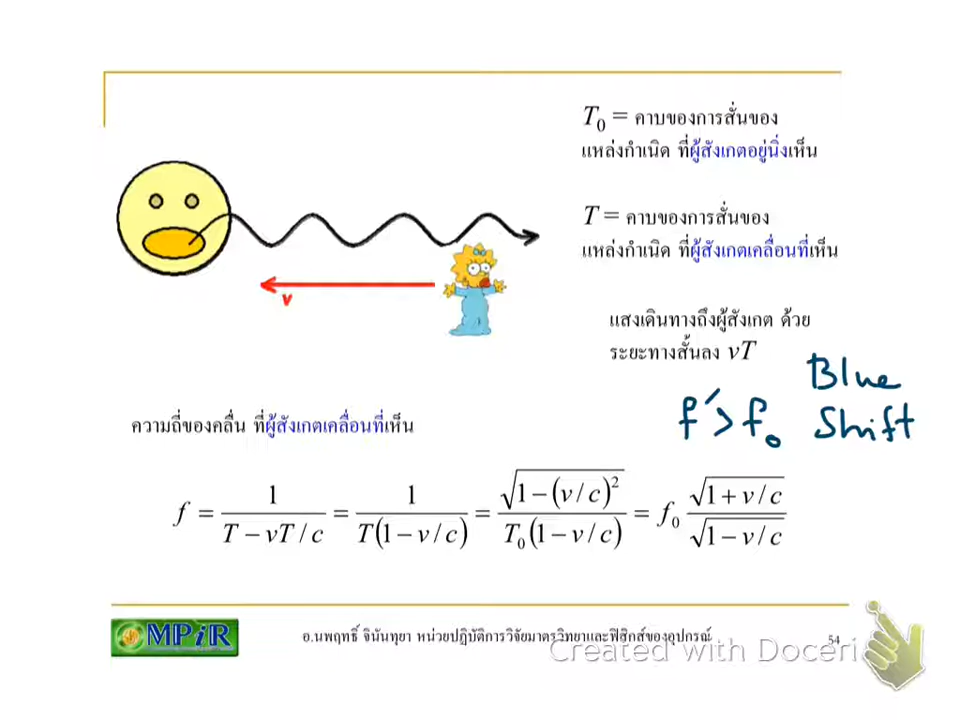 T₀ = คาบของการสั่นของ
แหล่งกำเนิด ที่ผู้สังเกตอยู่นิ่งเห็น
T = คาบของการสั่นของ
แหล่งกำเนิด ที่ผู้สังเกตเคลื่อนที่เห็น
v
แสงเดินทางถึงผู้สังเกต ด้วย
ระยะทางสั้นลง vT
Blue
Shift
f′ > f₀
ความถี่ของคลื่น ที่ผู้สังเกตเคลื่อนที่เห็น
f = 1/(T − vT/c) = 1/(T(1 − v/c)) = √(1 − (v/c)²)/(T₀(1 − v/c)) = f₀ √(1 + v/c)/√(1 − v/c)
MPiR
อ.นพฤทธิ์ จินันทุยา หน่วยปฏิบัติการวิจัยมาตรวิทยาและฟิสิกส์ของอุปกรณ์
54
Created with Doceri